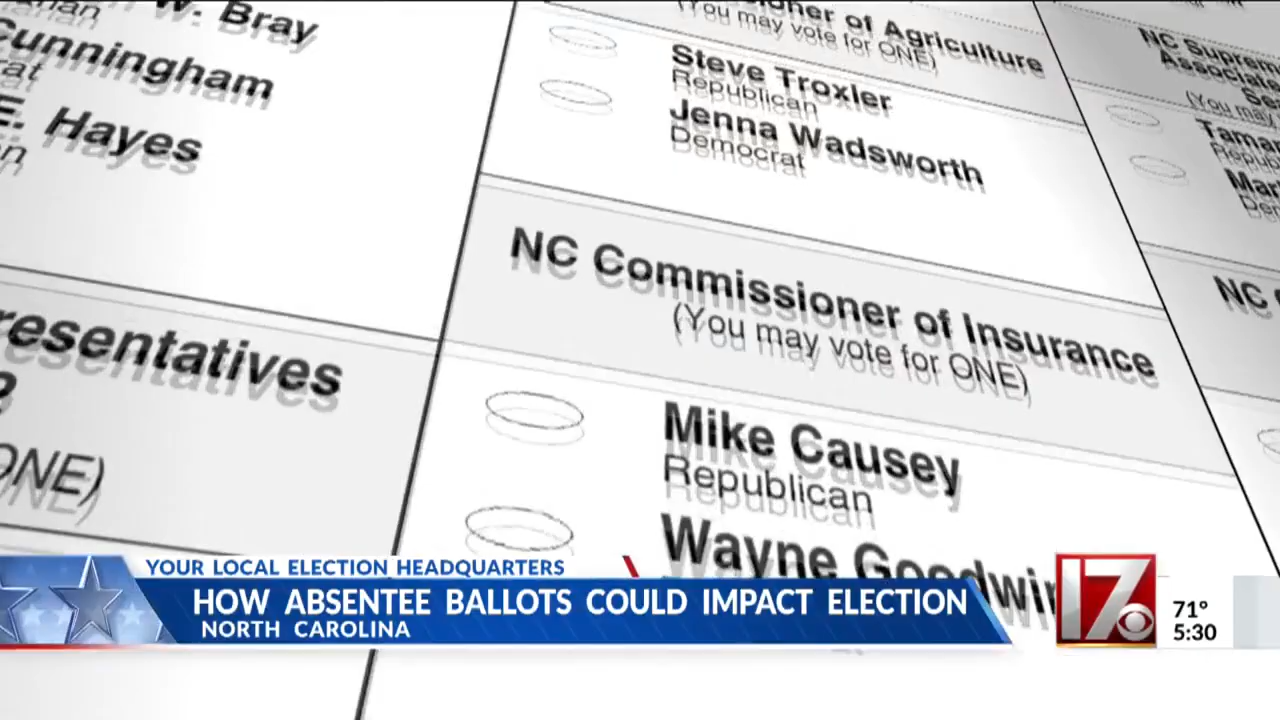 W. Bray
Cunningham
E. Hayes
resentatives
ONE)
of Agriculture
(You may vote for ONE)
Steve Troxler
Republican
Jenna Wadsworth
Democrat
NC Commissioner of Insurance
(You may vote for ONE)
Mike Causey
Republican
Wayne Goodwin
NC Supreme
Associate
(You may
NC
YOUR LOCAL ELECTION HEADQUARTERS
HOW ABSENTEE BALLOTS COULD IMPACT ELECTION
NORTH CAROLINA
17
71°
5:30